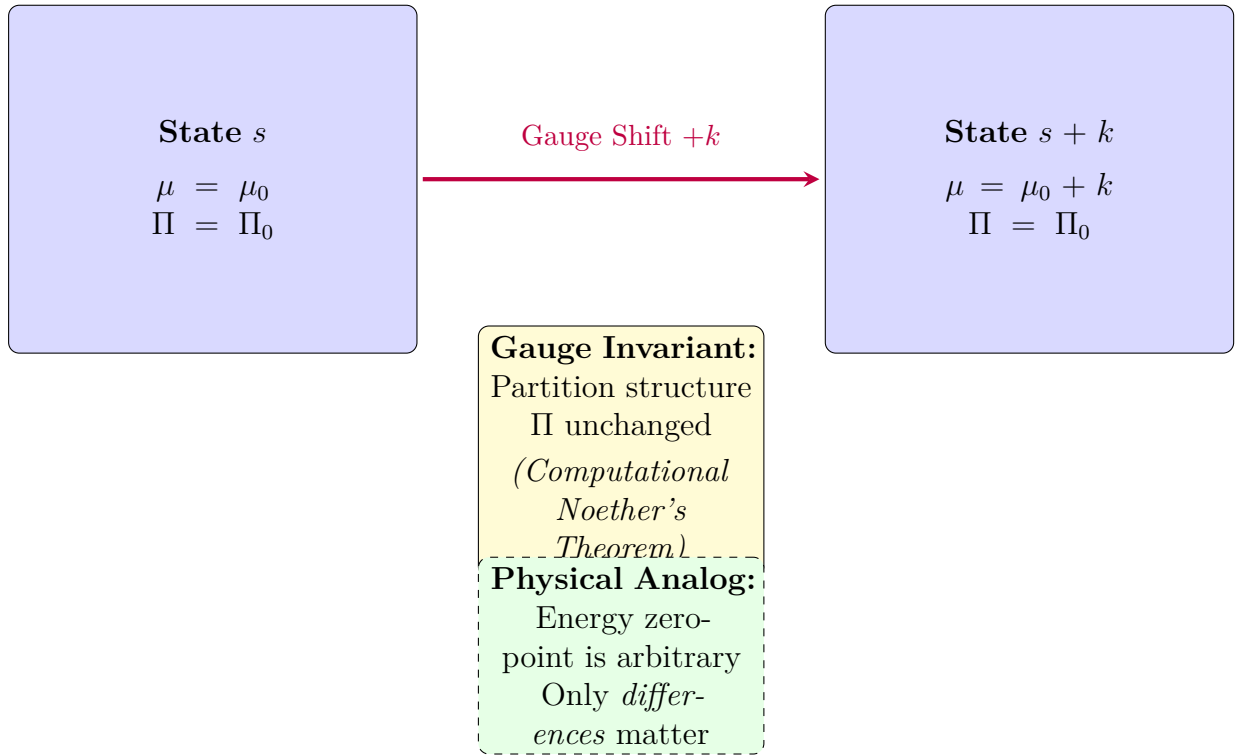 State s
μ = μ₀
Π = Π₀
Gauge Shift +k
State s + k
μ = μ₀ + k
Π = Π₀
Gauge Invariant:
Partition structure
Π unchanged
(Computational
Noether's
Theorem)
Physical Analog:
Energy zero-
point is arbitrary
Only differ-
ences matter